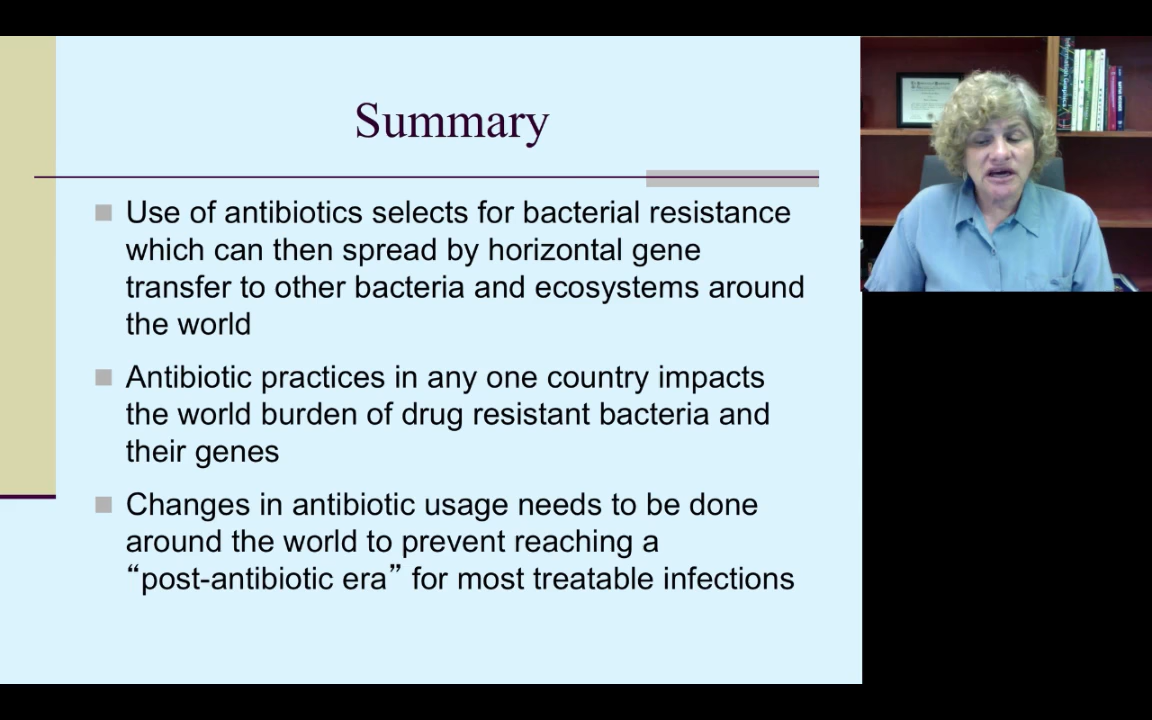 Summary
Use of antibiotics selects for bacterial resistance
which can then spread by horizontal gene
transfer to other bacteria and ecosystems around
the world
Antibiotic practices in any one country impacts
the world burden of drug resistant bacteria and
their genes
Changes in antibiotic usage needs to be done
around the world to prevent reaching a
“post-antibiotic era” for most treatable infections